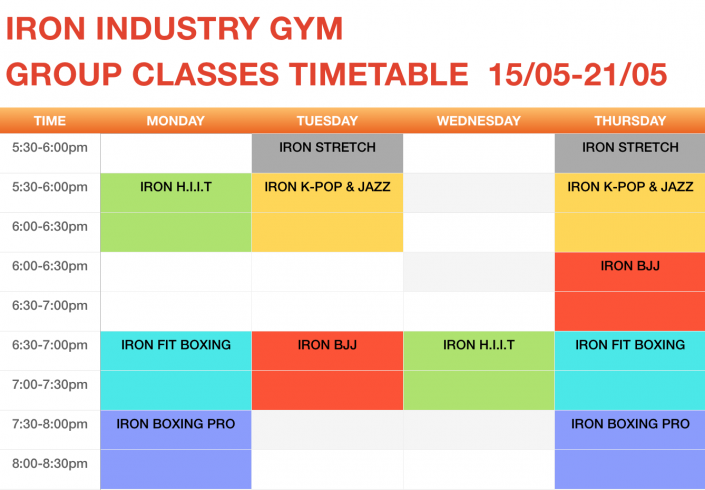 IRON INDUSTRY GYM
GROUP CLASSES TIMETABLE 15/05-21/05
TIME MONDAY TUESDAY WEDNESDAY THURSDAY
5:30-6:00pm IRON STRETCH IRON STRETCH
5:30-6:00pm IRON H.I.I.T IRON K-POP & JAZZ IRON K-POP & JAZZ
6:00-6:30pm
6:00-6:30pm IRON BJJ
6:30-7:00pm
6:30-7:00pm IRON FIT BOXING IRON BJJ IRON H.I.I.T IRON FIT BOXING
7:00-7:30pm
7:30-8:00pm IRON BOXING PRO IRON BOXING PRO
8:00-8:30pm